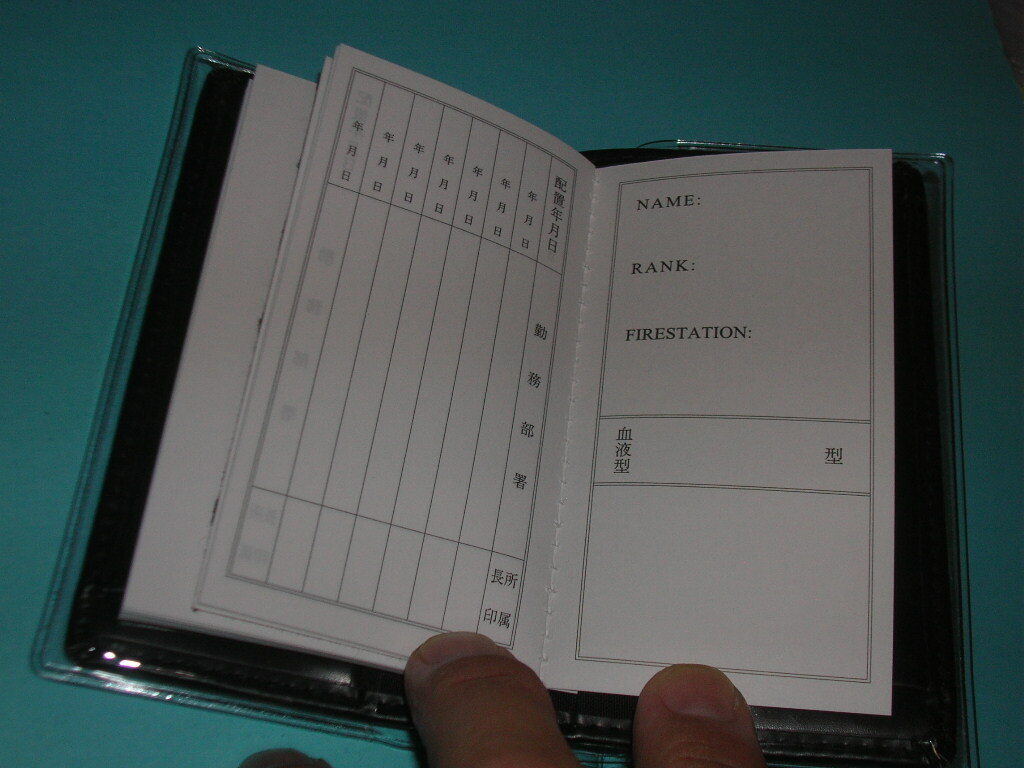 配置年月日
勤務部署
所属
長印
年月日
年月日
年月日
年月日
年月日
年月日
年月日
NAME:
RANK:
FIRESTATION:
血液型
型